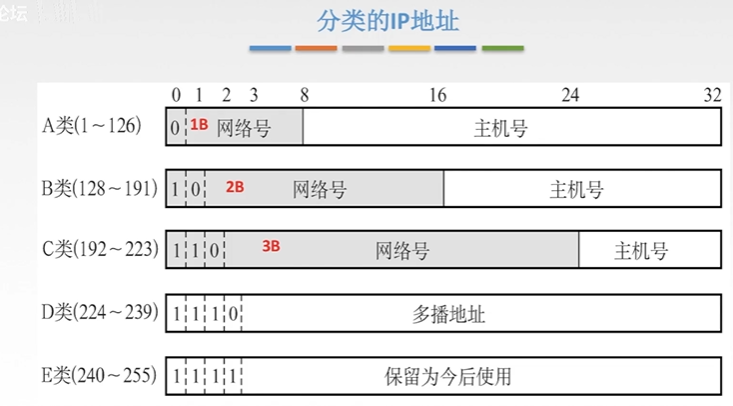 论坛
分类的IP地址
0 1 2 3 8 16 24 32
A类(1～126) 0 1B 网络号 主机号
B类(128～191) 1 0 2B 网络号 主机号
C类(192～223) 1 1 0 3B 网络号 主机号
D类(224～239) 1 1 1 0 多播地址
E类(240～255) 1 1 1 1 保留为今后使用